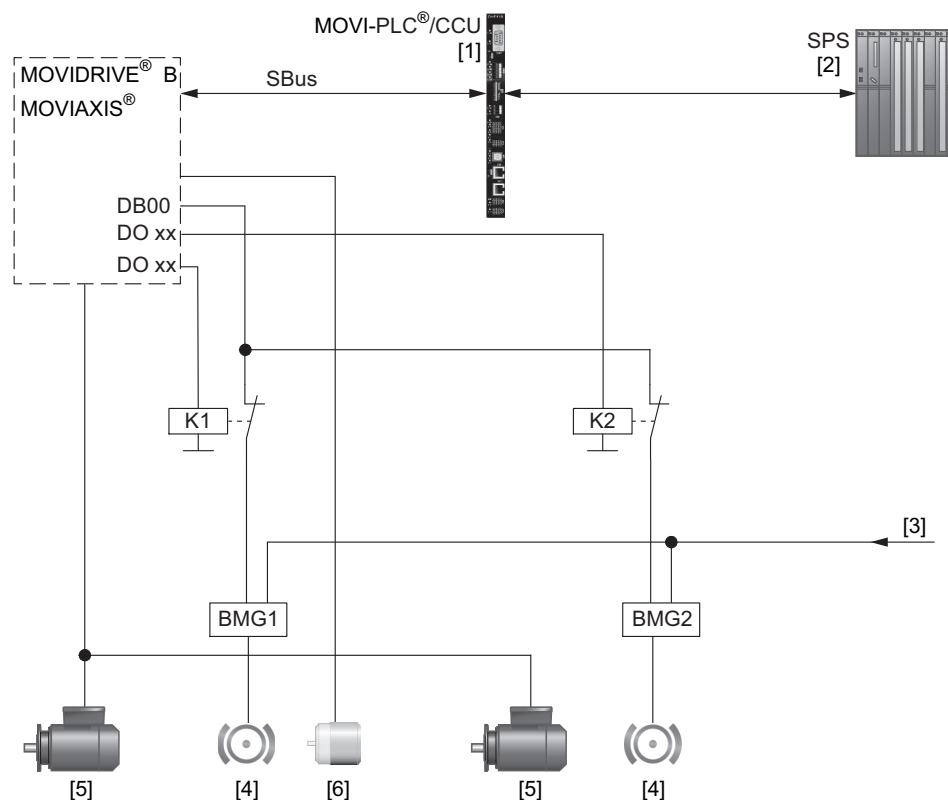 MOVI-PLC®/CCU
[1]
SPS
[2]
MOVIDRIVE® B
MOVIAXIS®
SBus
DB00
DO xx
DO xx
K1
K2
[3]
BMG1
BMG2
[5]
[4]
[6]
[5]
[4]